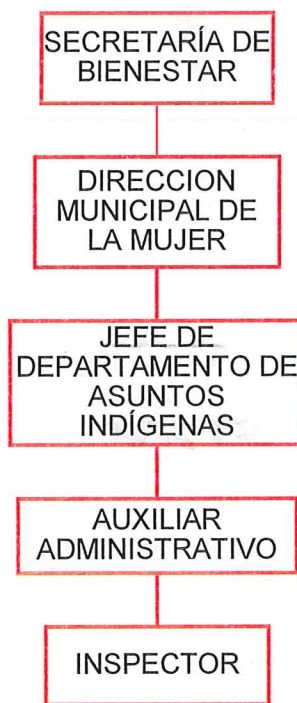 SECRETARÍA DE
BIENESTAR
DIRECCION
MUNICIPAL DE
LA MUJER
JEFE DE
DEPARTAMENTO DE
ASUNTOS
INDÍGENAS
AUXILIAR
ADMINISTRATIVO
INSPECTOR